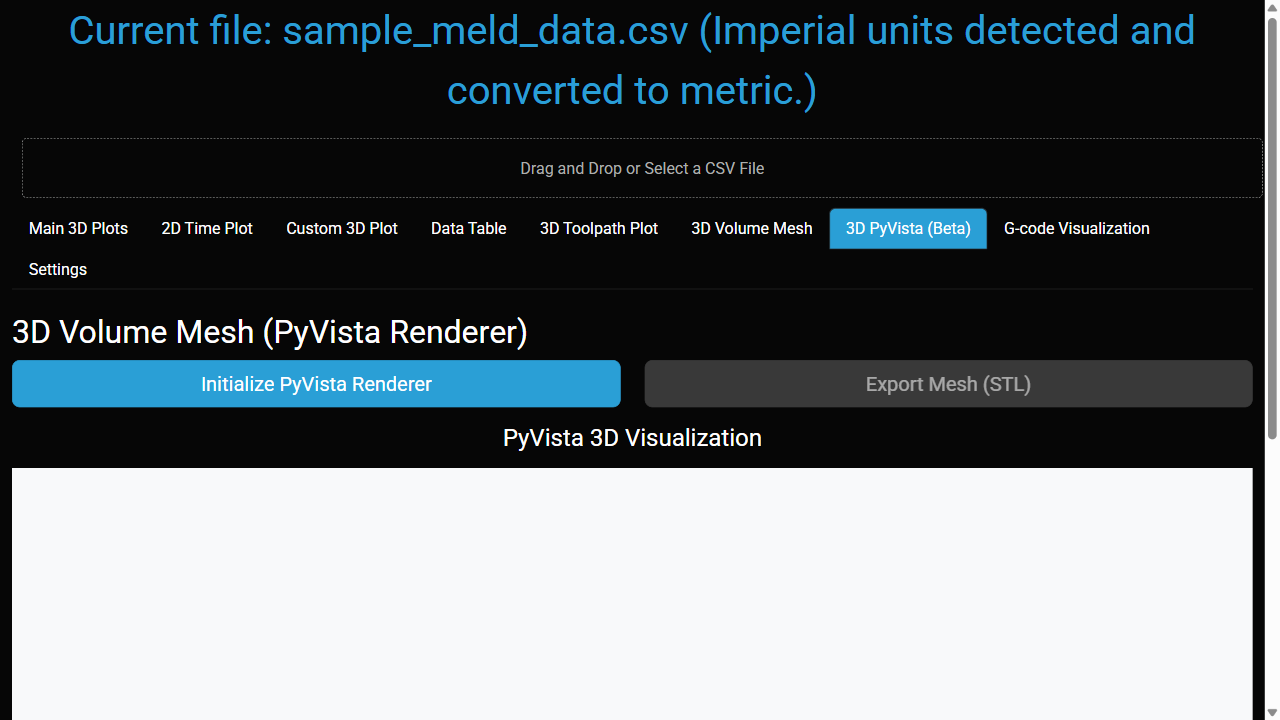 Current file: sample_meld_data.csv (Imperial units detected and
converted to metric.)
Drag and Drop or Select a CSV File
Main 3D Plots 2D Time Plot Custom 3D Plot Data Table 3D Toolpath Plot 3D Volume Mesh 3D PyVista (Beta) G-code Visualization
Settings
3D Volume Mesh (PyVista Renderer)
Initialize PyVista Renderer Export Mesh (STL)
PyVista 3D Visualization